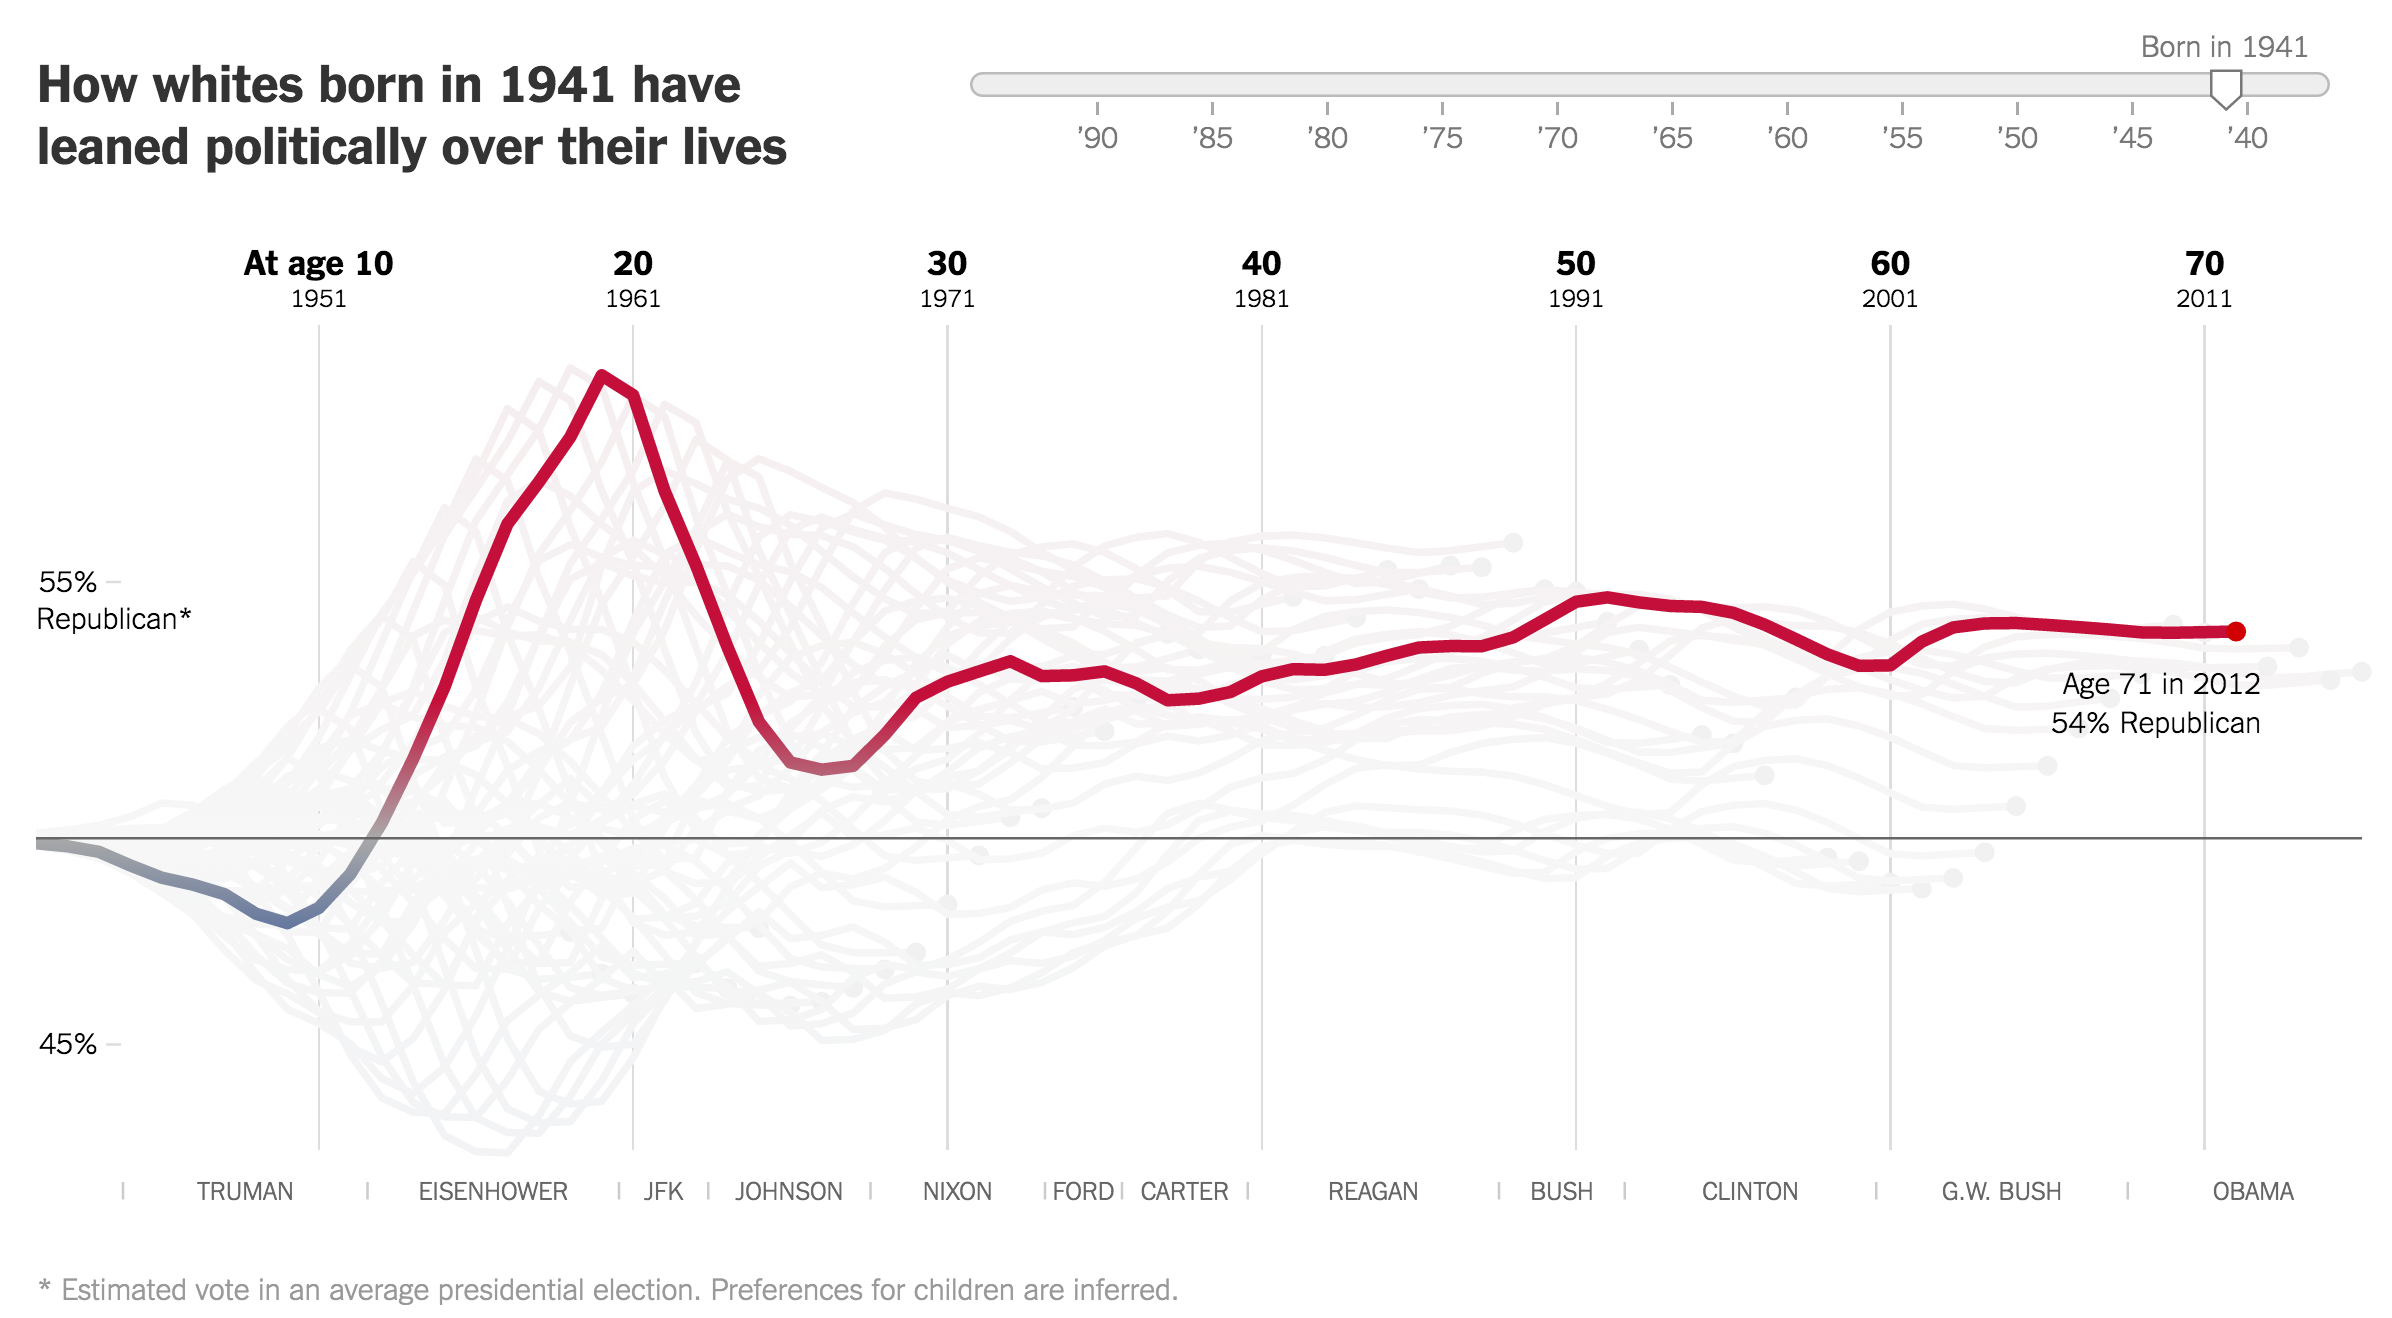 How whites born in 1941 have
leaned politically over their lives
Born in 1941
’90 ’85 ’80 ’75 ’70 ’65 ’60 ’55 ’50 ’45 ’40
At age 10 20 30 40 50 60 70
1951 1961 1971 1981 1991 2001 2011
55%
Republican*
Age 71 in 2012
54% Republican
45%
TRUMAN EISENHOWER JFK JOHNSON NIXON FORD CARTER REAGAN BUSH CLINTON G.W. BUSH OBAMA
* Estimated vote in an average presidential election. Preferences for children are inferred.